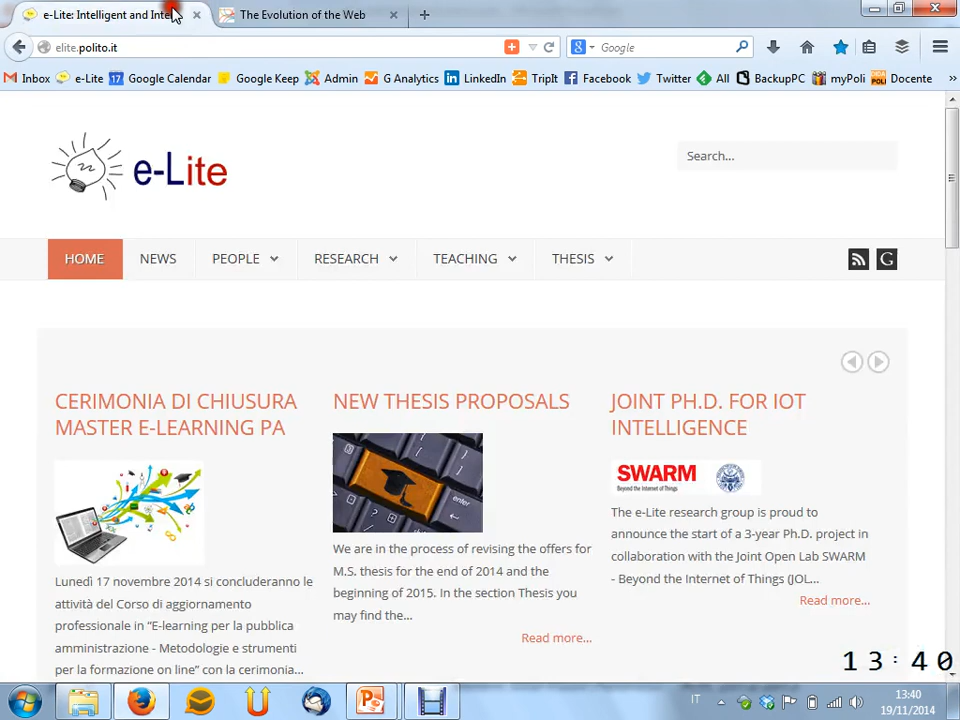 e-Lite: Intelligent and Inte
The Evolution of the Web
elite.polito.it
Google
Inbox e-Lite 17 Google Calendar Google Keep Admin G Analytics LinkedIn TripIt Facebook Twitter All BackupPC myPoli Docente »
e-Lite
Search...
HOME NEWS PEOPLE RESEARCH TEACHING THESIS
CERIMONIA DI CHIUSURA
MASTER E-LEARNING PA
Lunedì 17 novembre 2014 si concluderanno le
attività del Corso di aggiornamento
professionale in “E-learning per la pubblica
amministrazione - Metodologie e strumenti
per la formazione on line” con la cerimonia...
NEW THESIS PROPOSALS
enter
We are in the process of revising the offers for
M.S. thesis for the end of 2014 and the
beginning of 2015. In the section Thesis you
may find the...
Read more...
JOINT PH.D. FOR IOT
INTELLIGENCE
SWARM
Beyond the Internet of Things
The e-Lite research group is proud to
announce the start of a 3-year Ph.D. project in
collaboration with the Joint Open Lab SWARM
- Beyond the Internet of Things (JOL...
Read more...
13:40
IT
13:40
19/11/2014